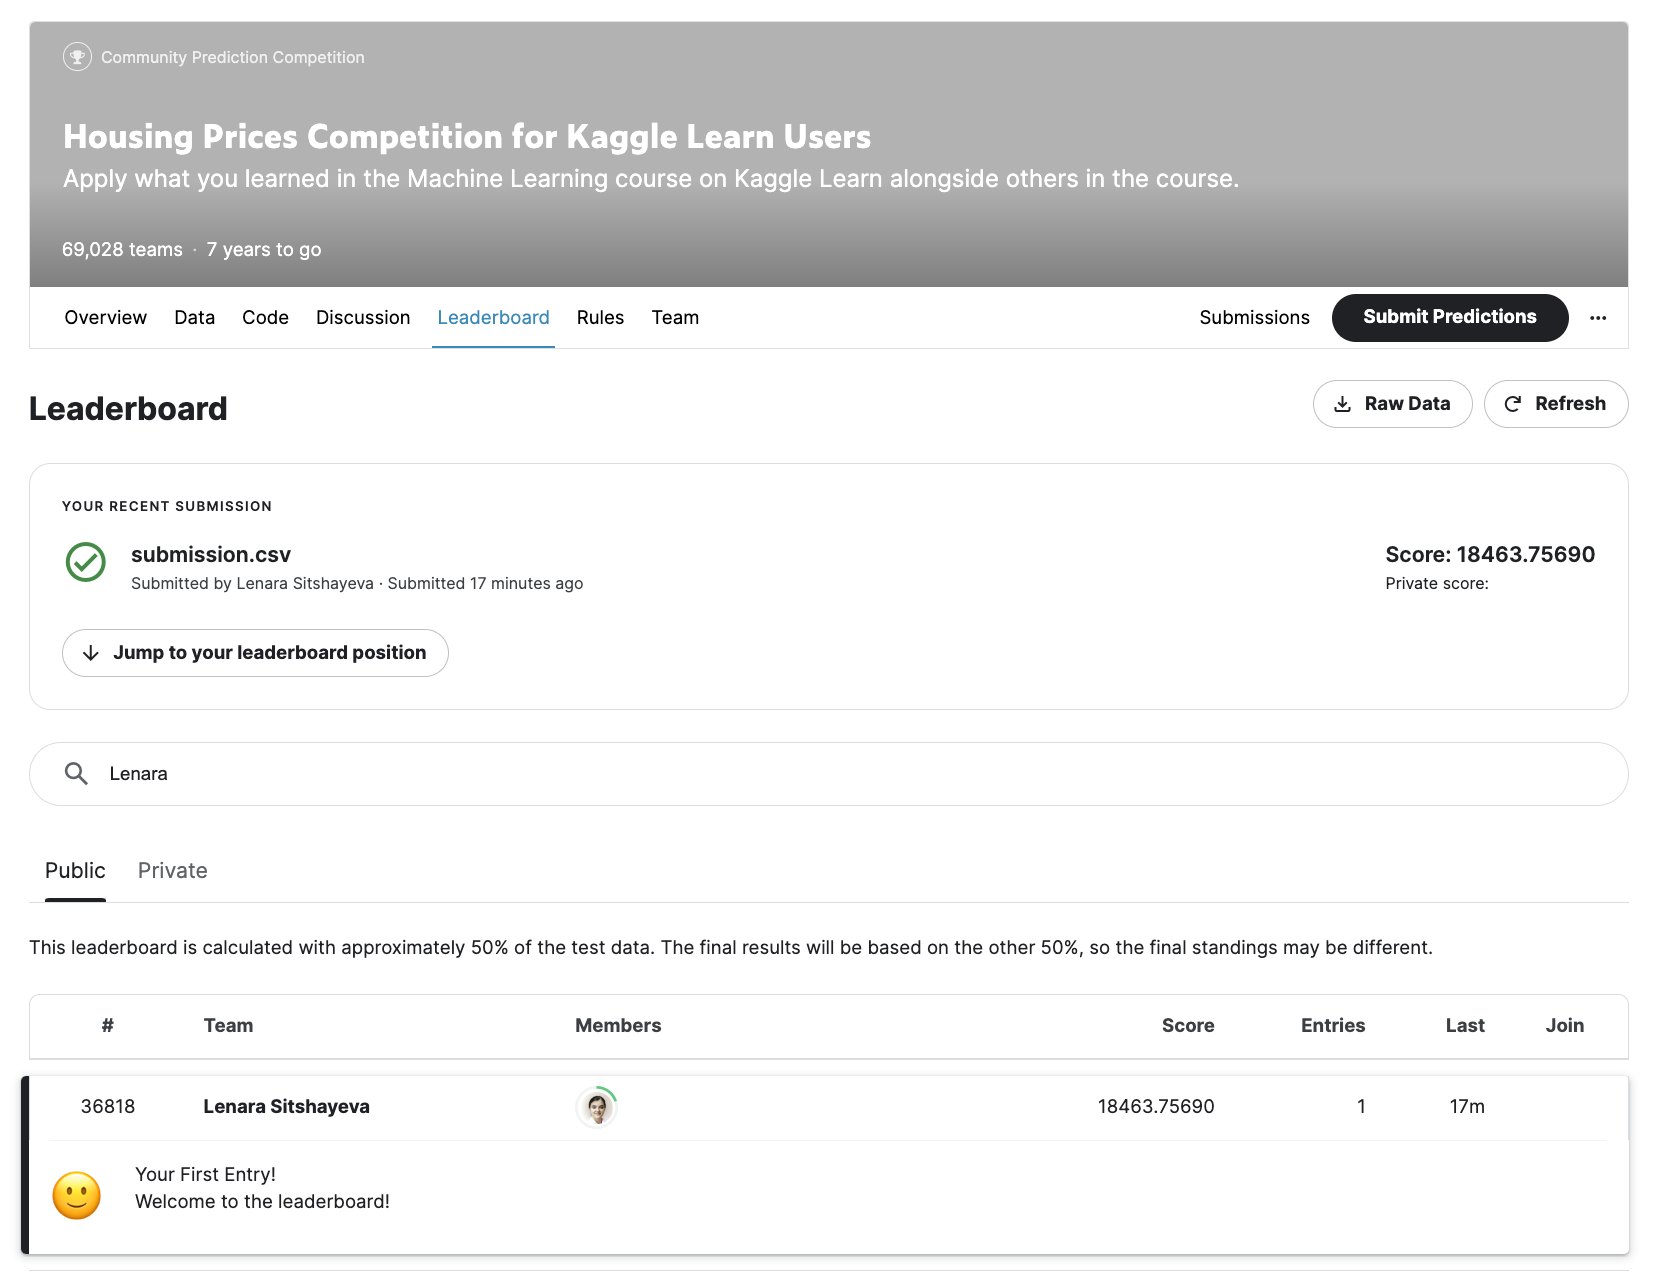 Community Prediction Competition
Housing Prices Competition for Kaggle Learn Users
Apply what you learned in the Machine Learning course on Kaggle Learn alongside others in the course.
69,028 teams · 7 years to go
Overview Data Code Discussion Leaderboard Rules Team Submissions Submit Predictions ...
Leaderboard Raw Data Refresh
YOUR RECENT SUBMISSION
submission.csv Score: 18463.75690
Submitted by Lenara Sitshayeva · Submitted 17 minutes ago Private score:
Jump to your leaderboard position
Lenara
Public Private
This leaderboard is calculated with approximately 50% of the test data. The final results will be based on the other 50%, so the final standings may be different.
# Team Members Score Entries Last Join
36818 Lenara Sitshayeva 18463.75690 1 17m
Your First Entry!
Welcome to the leaderboard!